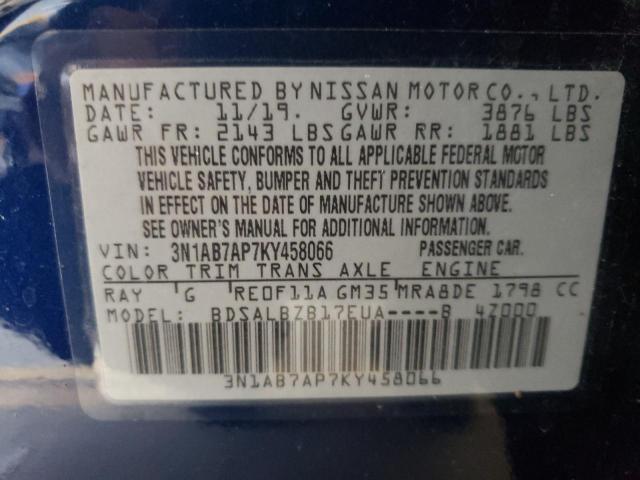 MANUFACTURED BY NISSAN MOTOR CO., LTD.
DATE: 11/19. GVWR: 3876 LBS
GAWR FR: 2143 LBS GAWR RR: 1881 LBS
THIS VEHICLE CONFORMS TO ALL APPLICABLE FEDERAL MOTOR
VEHICLE SAFETY, BUMPER AND THEFT PREVENTION STANDARDS
IN EFFECT ON THE DATE OF MANUFACTURE SHOWN ABOVE.
SEE OWNER'S MANUAL FOR ADDITIONAL INFORMATION.
VIN: 3N1AB7AP7KY458066 PASSENGER CAR.
COLOR TRIM TRANS AXLE ENGINE
RAY G RE0F11A GM35 MRA8DE 1798 CC
MODEL: BDSALBZB17EUA----B 4Z000
3N1AB7AP7KY458066